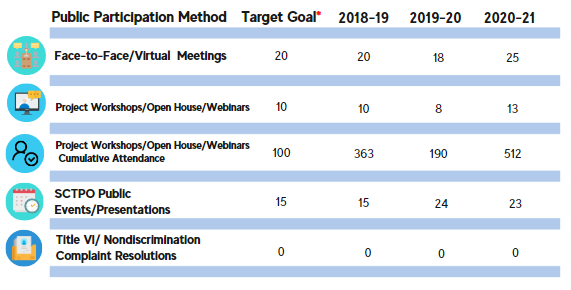 Public Participation Method Target Goal* 2018-19 2019-20 2020-21
Face-to-Face/Virtual Meetings 20 20 18 25
Project Workshops/Open House/Webinars 10 10 8 13
Project Workshops/Open House/Webinars
Cumulative Attendance 100 363 190 512
SCTPO Public
Events/Presentations 15 15 24 23
Title VI/ Nondiscrimination
Complaint Resolutions 0 0 0 0